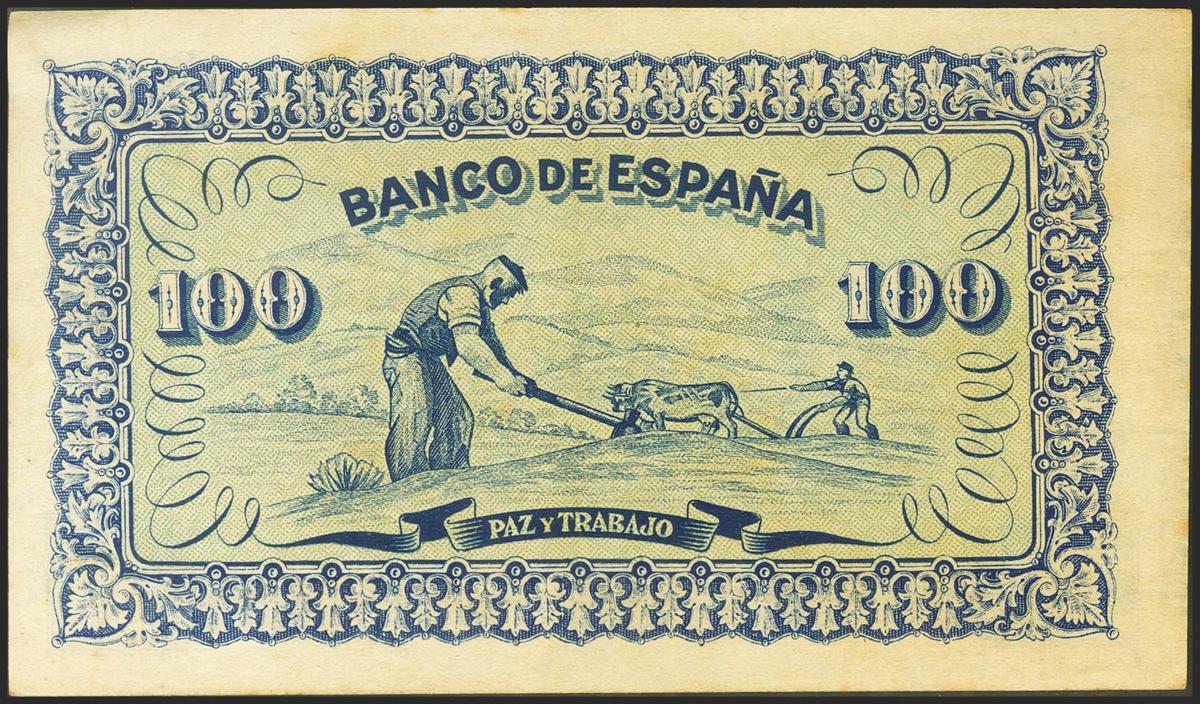 BANCO DE ESPAÑA
100 100
PAZ Y TRABAJO